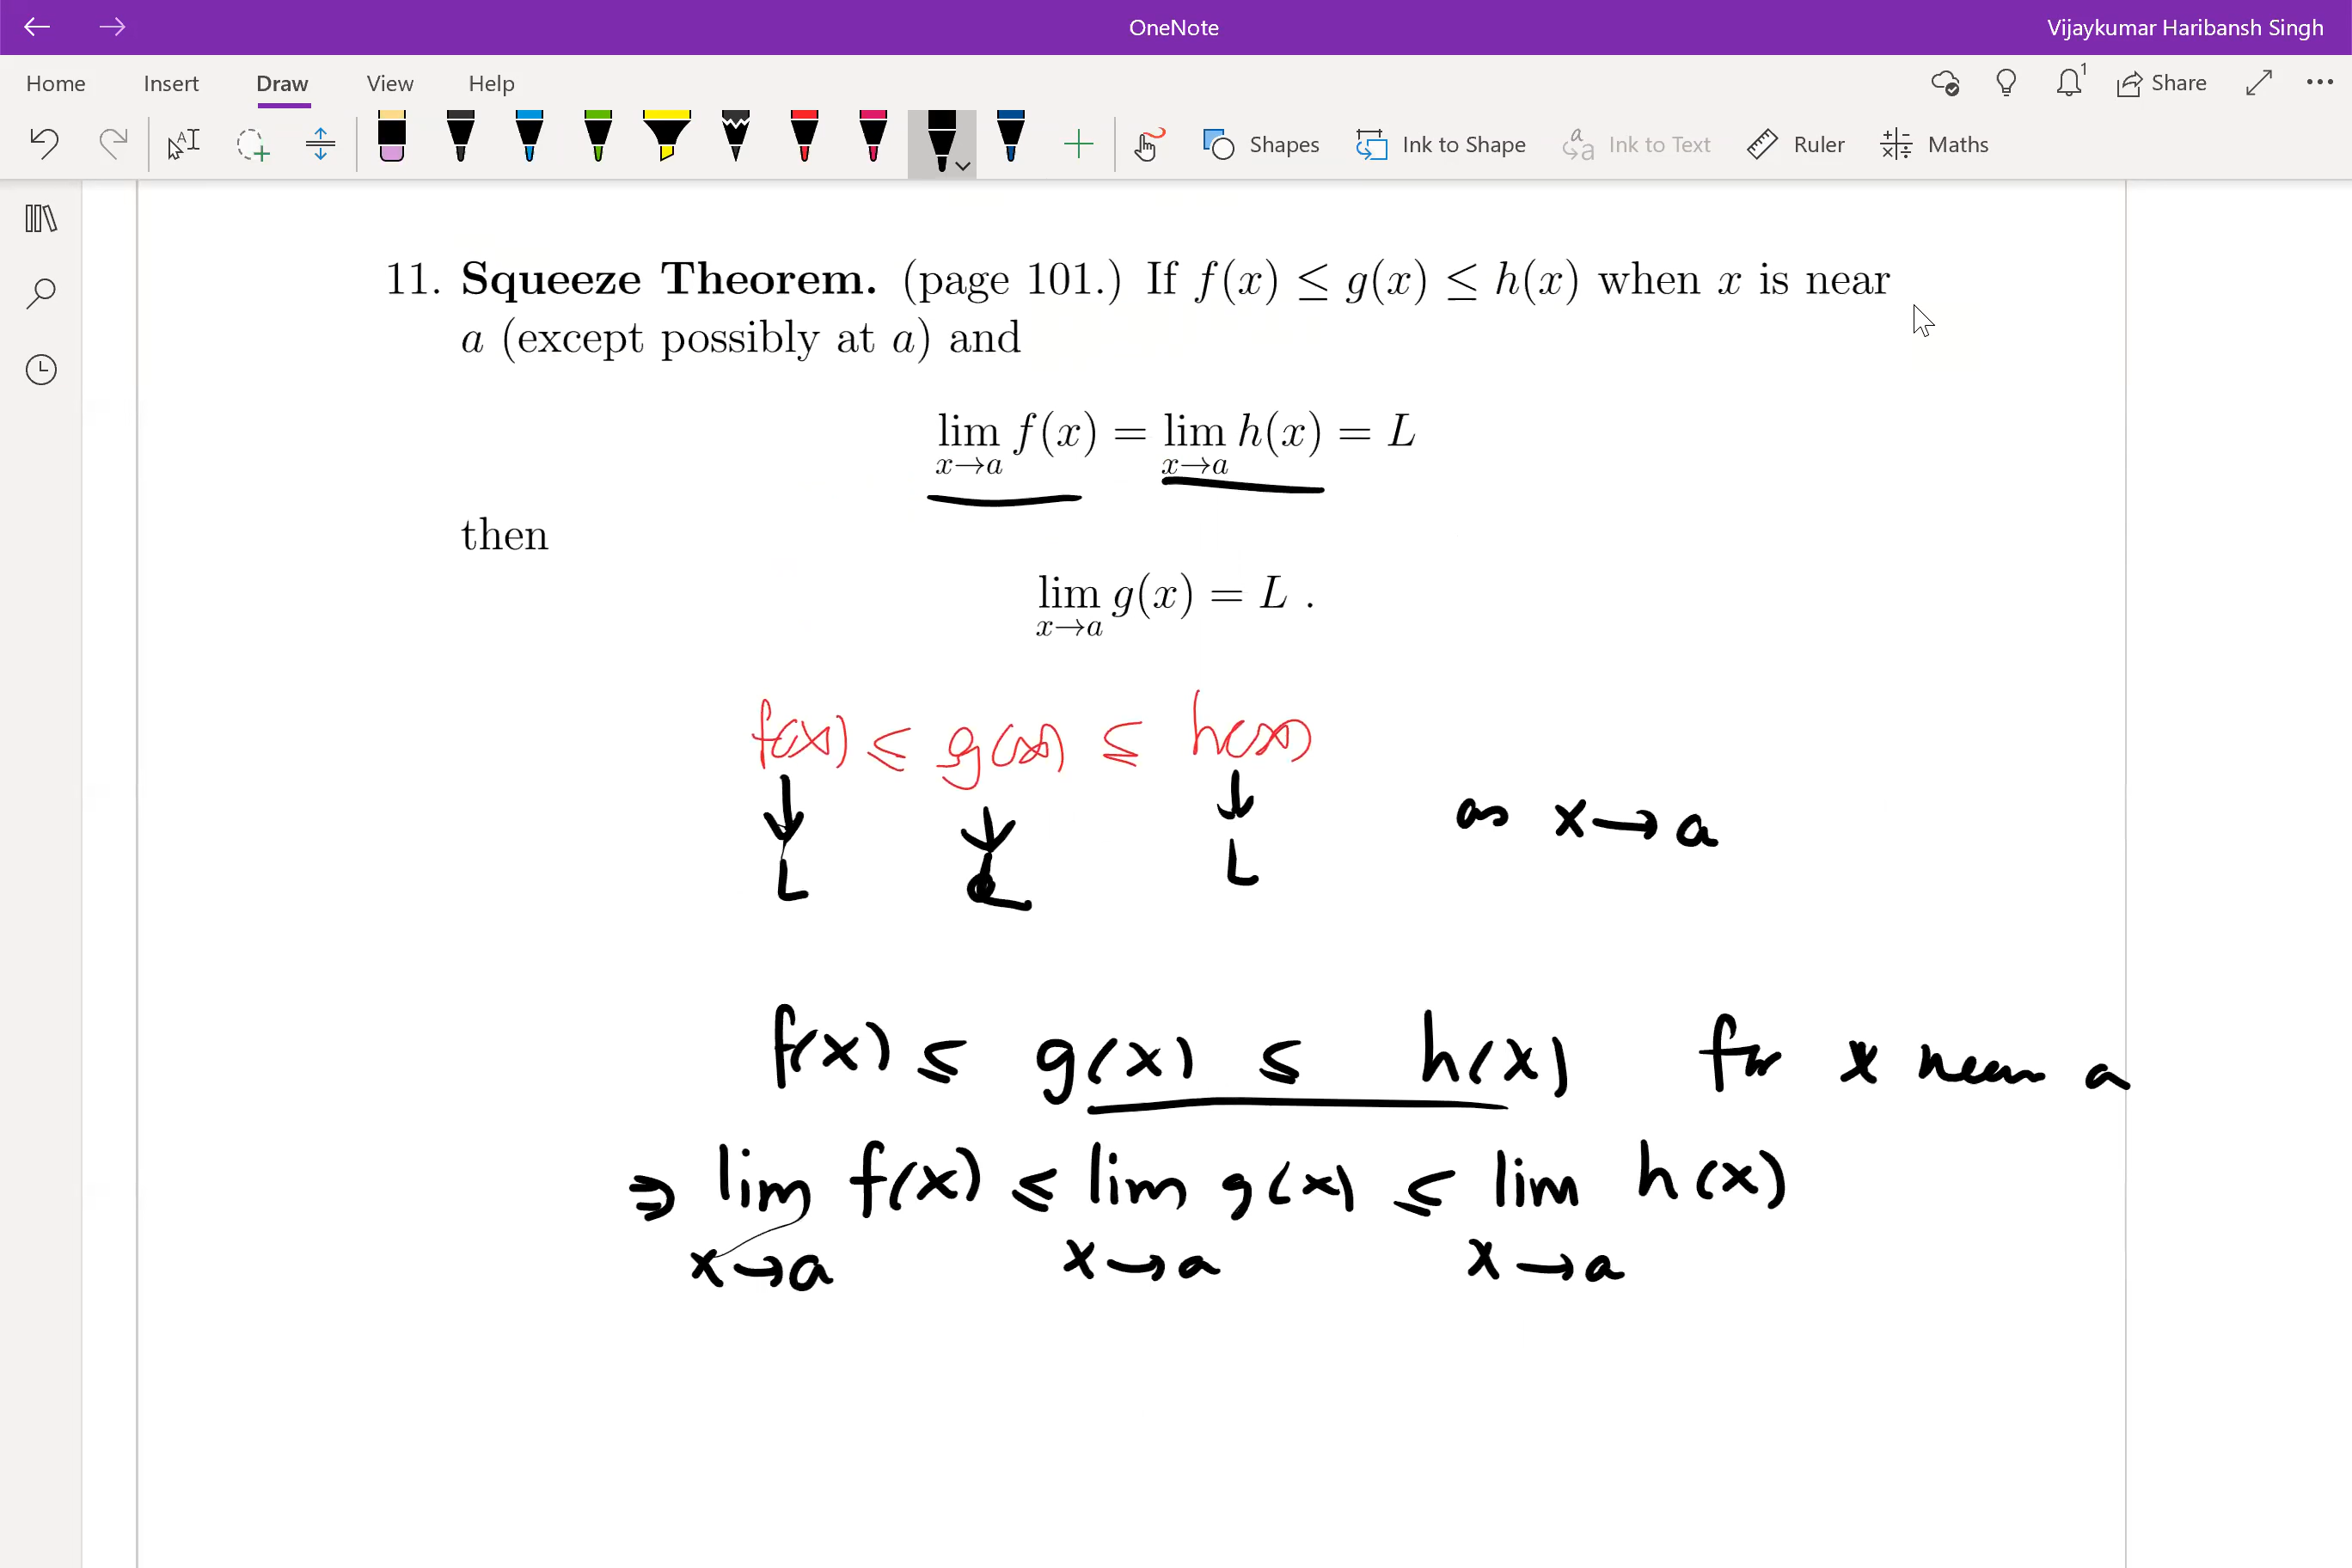 OneNote
Vijaykumar Haribansh Singh
Home Insert Draw View Help
1 Share
Shapes Ink to Shape Ink to Text Ruler Maths
11. Squeeze Theorem. (page 101.) If f(x) ≤ g(x) ≤ h(x) when x is near
a (except possibly at a) and
lim f(x) = lim h(x) = L
x→a x→a
then
lim g(x) = L .
x→a
f(x) ≤ g(x) ≤ h(x)
↓ ↓ ↓ as x→a
L L L
f(x) ≤ g(x) ≤ h(x) for x near a
⇒ lim f(x) ≤ lim g(x) ≤ lim h(x)
x→a x→a x→a